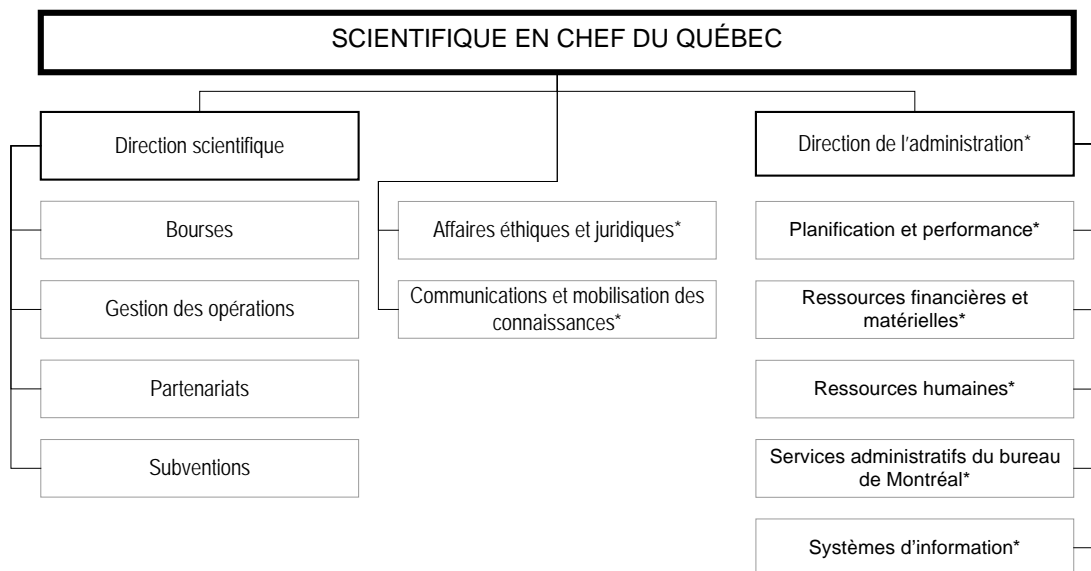 SCIENTIFIQUE EN CHEF DU QUÉBEC
Direction scientifique
Direction de l'administration*
Bourses
Affaires éthiques et juridiques*
Planification et performance*
Gestion des opérations
Communications et mobilisation des
connaissances*
Ressources financières et
matérielles*
Partenariats
Ressources humaines*
Subventions
Services administratifs du bureau
de Montréal*
Systèmes d'information*